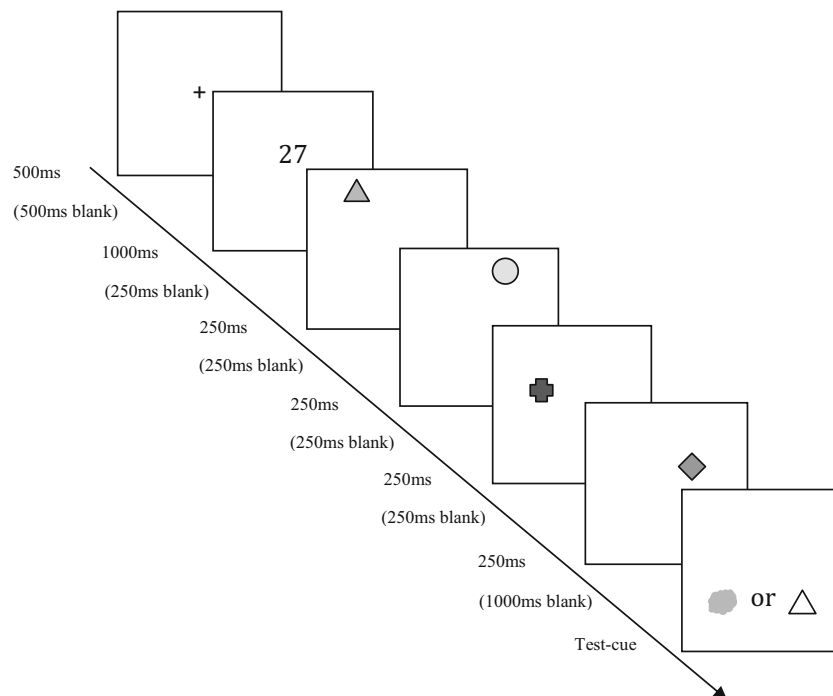 27
500ms
(500ms blank)
1000ms
(250ms blank)
250ms
(250ms blank)
250ms
(250ms blank)
250ms
(250ms blank)
250ms
(1000ms blank)
or
Test-cue